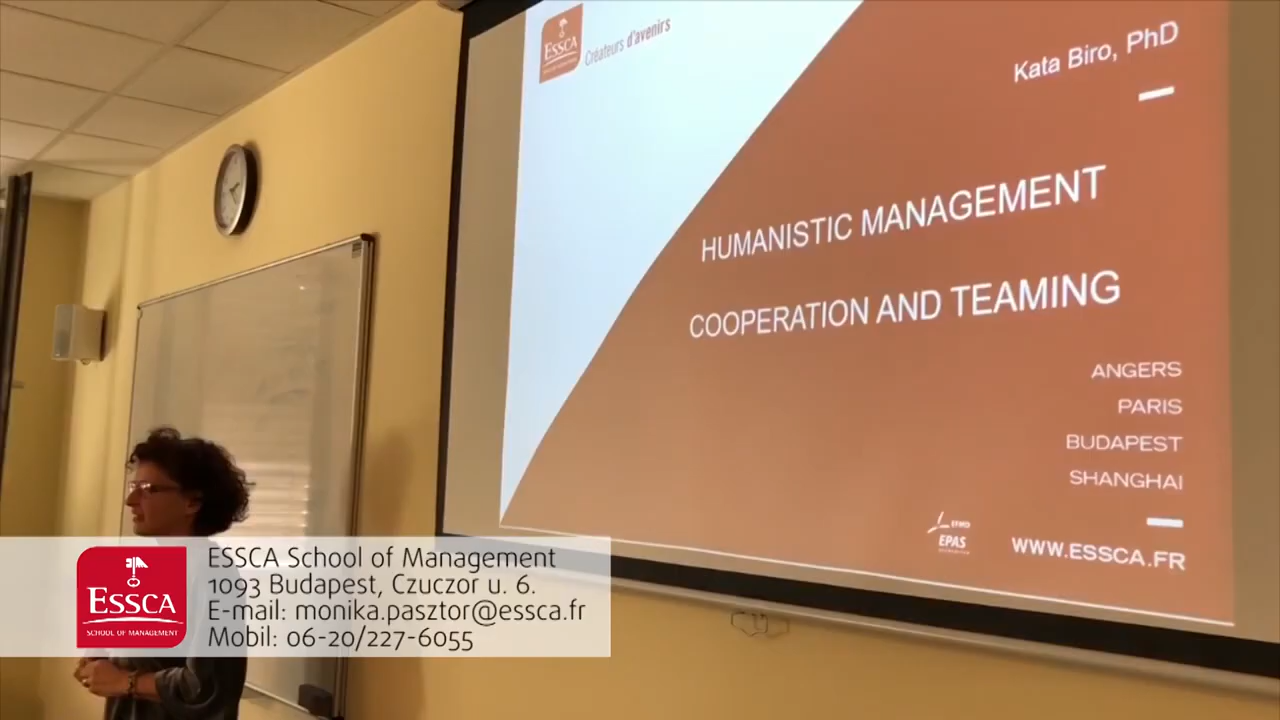 ESSCA
Créateurs d'avenirs
Kata Biro, PhD
HUMANISTIC MANAGEMENT
COOPERATION AND TEAMING
ANGERS
PARIS
BUDAPEST
SHANGHAI
EFMD
EPAS
WWW.ESSCA.FR
ESSCA
SCHOOL OF MANAGEMENT
ESSCA School of Management
1093 Budapest, Czuczor u. 6.
E-mail: monika.pasztor@essca.fr
Mobil: 06-20/227-6055